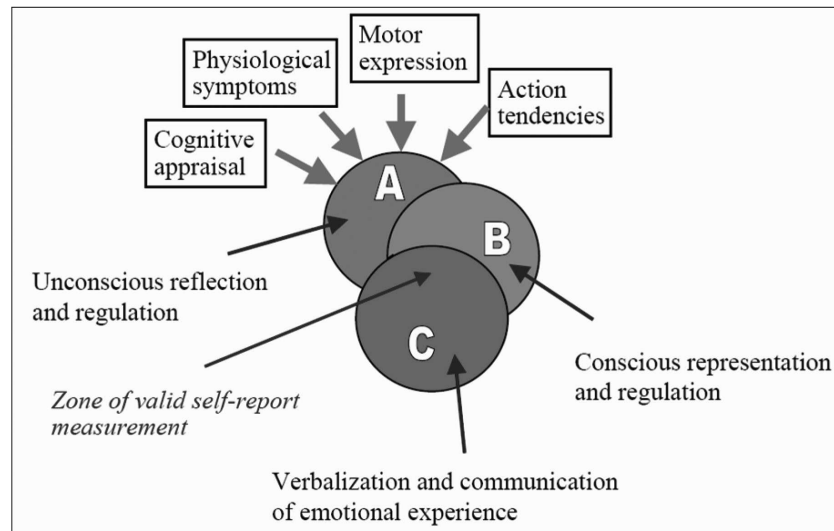 Motor
expression
Physiological
symptoms
Action
tendencies
Cognitive
appraisal
A
B
Unconscious reflection
and regulation
C
Conscious representation
and regulation
Zone of valid self-report
measurement
Verbalization and communication
of emotional experience